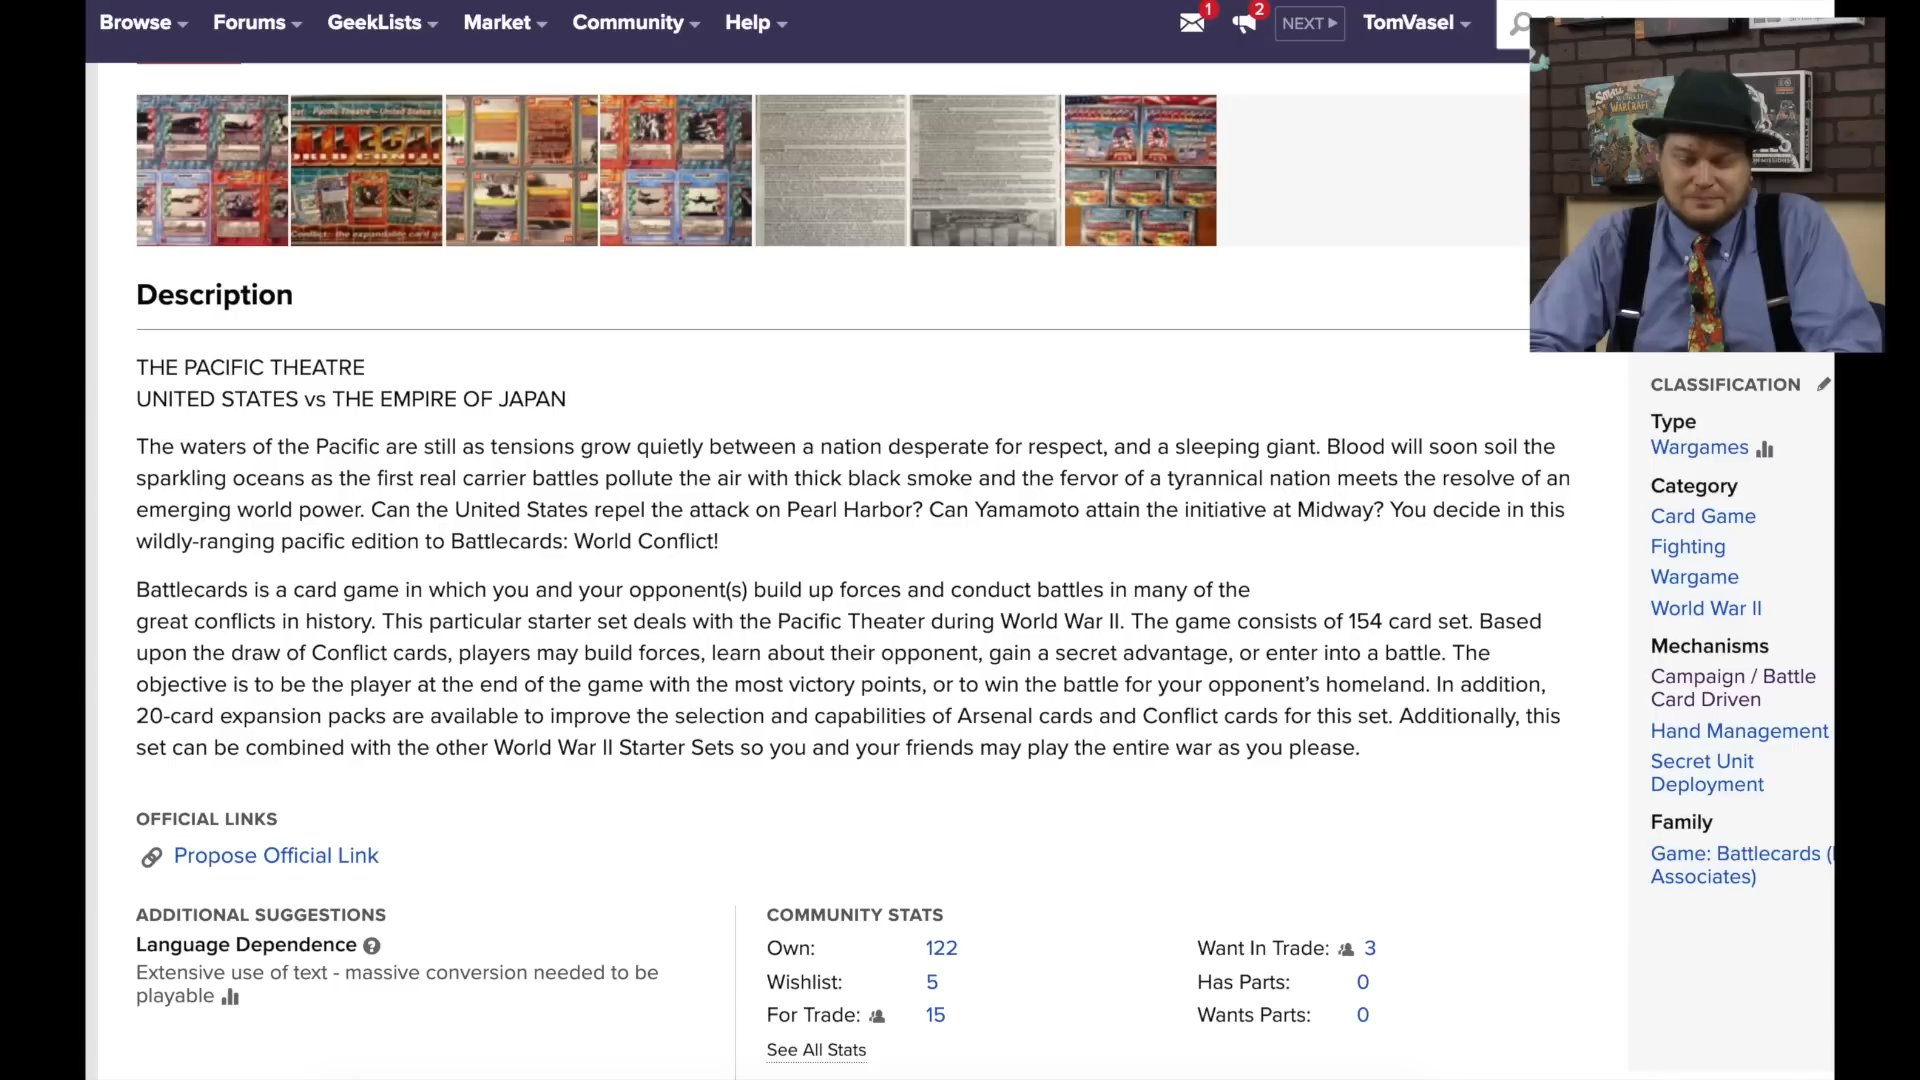 Browse Forums GeekLists Market Community Help 1 2 NEXT TomVasel
Description
THE PACIFIC THEATRE
UNITED STATES vs THE EMPIRE OF JAPAN
The waters of the Pacific are still as tensions grow quietly between a nation desperate for respect, and a sleeping giant. Blood will soon soil the
sparkling oceans as the first real carrier battles pollute the air with thick black smoke and the fervor of a tyrannical nation meets the resolve of an
emerging world power. Can the United States repel the attack on Pearl Harbor? Can Yamamoto attain the initiative at Midway? You decide in this
wildly-ranging pacific edition to Battlecards: World Conflict!
Battlecards is a card game in which you and your opponent(s) build up forces and conduct battles in many of the
great conflicts in history. This particular starter set deals with the Pacific Theater during World War II. The game consists of 154 card set. Based
upon the draw of Conflict cards, players may build forces, learn about their opponent, gain a secret advantage, or enter into a battle. The
objective is to be the player at the end of the game with the most victory points, or to win the battle for your opponent's homeland. In addition,
20-card expansion packs are available to improve the selection and capabilities of Arsenal cards and Conflict cards for this set. Additionally, this
set can be combined with the other World War II Starter Sets so you and your friends may play the entire war as you please.
OFFICIAL LINKS
Propose Official Link
ADDITIONAL SUGGESTIONS
Language Dependence
Extensive use of text - massive conversion needed to be
playable
COMMUNITY STATS
Own: 122
Wishlist: 5
For Trade: 15
See All Stats
Want In Trade: 3
Has Parts: 0
Wants Parts: 0
CLASSIFICATION
Type
Wargames
Category
Card Game
Fighting
Wargame
World War II
Mechanisms
Campaign / Battle
Card Driven
Hand Management
Secret Unit
Deployment
Family
Game: Battlecards (
Associates)